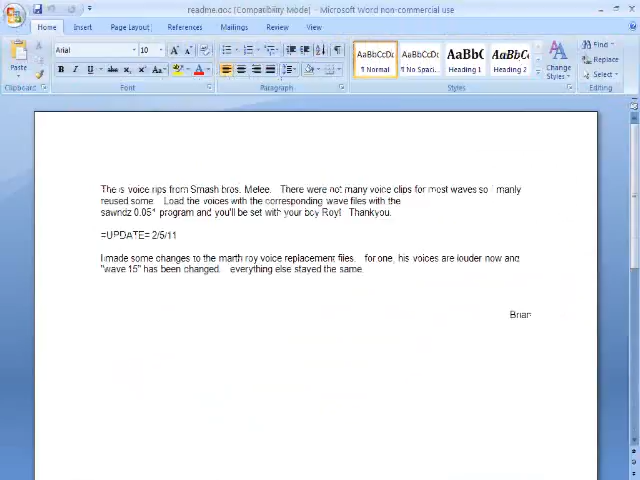 readme.doc [Compatibility Mode] - Microsoft Word non-commercial use
Home Insert Page Layout References Mailings Review View
Arial 10
Paste
B I U abc
AaBbCcDc AaBbCcDc AaBbC AaBbCc
¶ Normal ¶ No Spaci... Heading 1 Heading 2
Change
Styles
Find
Replace
Select
Clipboard Font Paragraph Styles Editing
The is voice rips from Smash bros. Melee. There were not many voice clips for most waves so I manly
reused some. Load the voices with the corresponding wave files with the
sawndz 0.05* program and you'll be set with your boy Roy! Thankyou.
=UPDATE= 2/5/11
I made some changes to the marth roy voice replacement files. for one, his voices are louder now and
"wave 15" has been changed. everything else stayed the same.
Brian